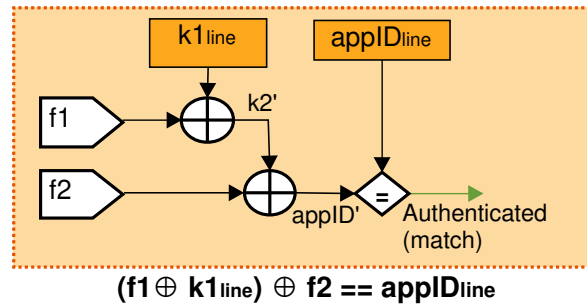 k1line
appIDline
f1
k2'
f2
=
appID'
Authenticated
(match)
(f1 ⊕ k1line) ⊕ f2 == appIDline